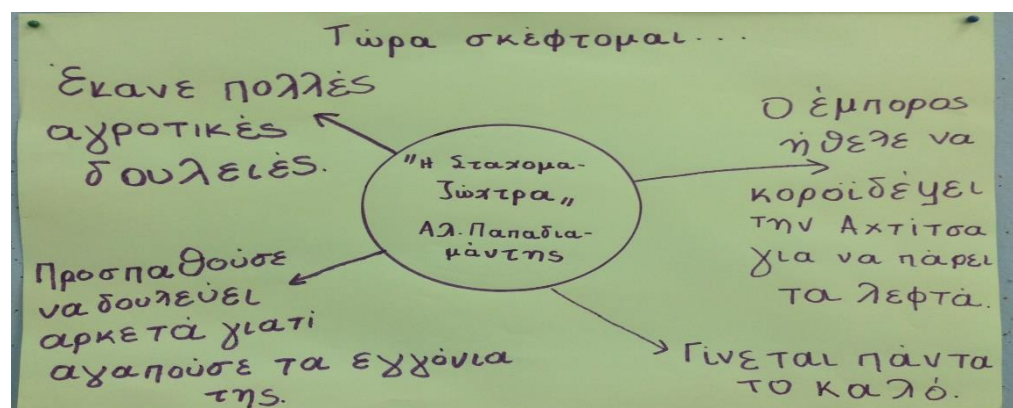 Τώρα σκέφτομαι...
Έκανε πολλές
αγροτικές
δουλειές.
"Η Σταχομα-
ζώχτρα"
Αλ. Παπαδια-
μάντης
Ο έμπορος
ήθελε να
κοροϊδέψει
την Αχτίτσα
για να πάρει
τα λεφτά.
Προσπαθούσε
να δουλεύει
αρκετά γιατί
αγαπούσε τα εγγόνια
της.
Γίνεται πάντα
το καλό.